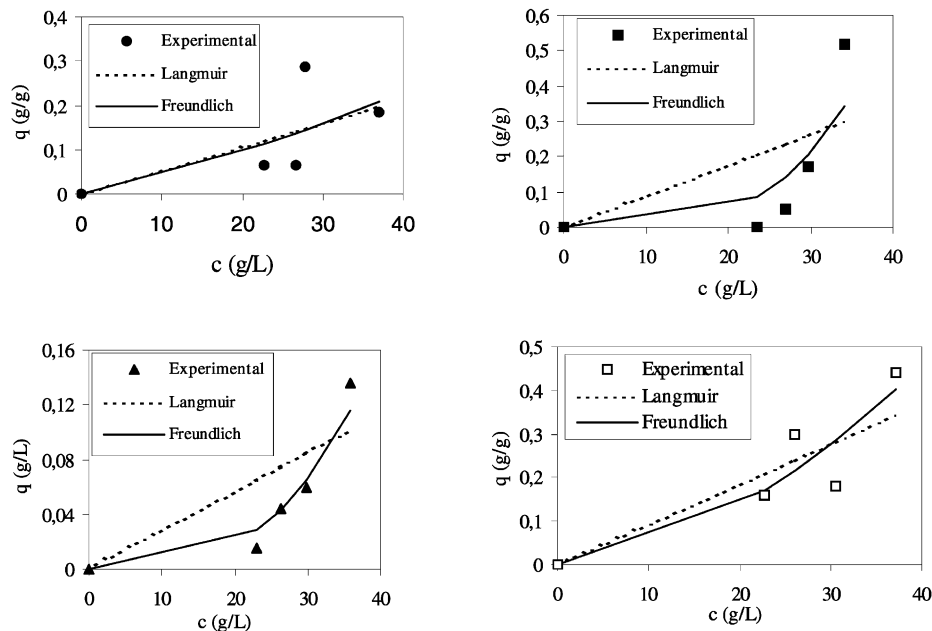 0,4
0,3
0,2
0,1
0
q (g/g)
Experimental
Langmuir
Freundlich
0 10 20 30 40
c (g/L)
0,6
0,5
0,4
0,3
0,2
0,1
0
q (g/g)
Experimental
Langmuir
Freundlich
0 10 20 30 40
c (g/L)
0,16
0,12
0,08
0,04
0
q (g/L)
Experimental
Langmuir
Freundlich
0 10 20 30 40
c (g/L)
0,5
0,4
0,3
0,2
0,1
0
q (g/g)
Experimental
Langmuir
Freundlich
0 20 40
c (g/L)